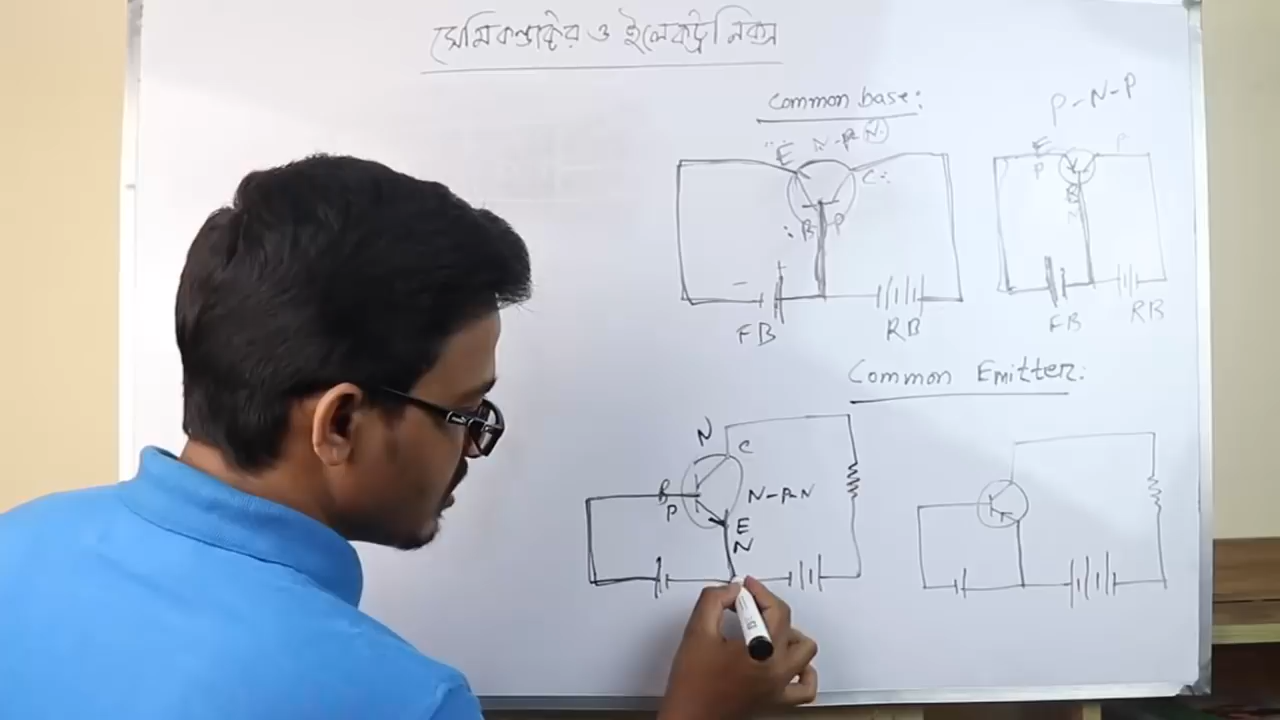 সেমিকন্ডাক্টর ও ইলেকট্রনিক্স
Common base:
P-N-P
N-P-N
E
C
B P
- +
FB
RB
E
P
P
B
N
FB
RB
Common Emitter:
N
C
B
P
N-P-N
E
N